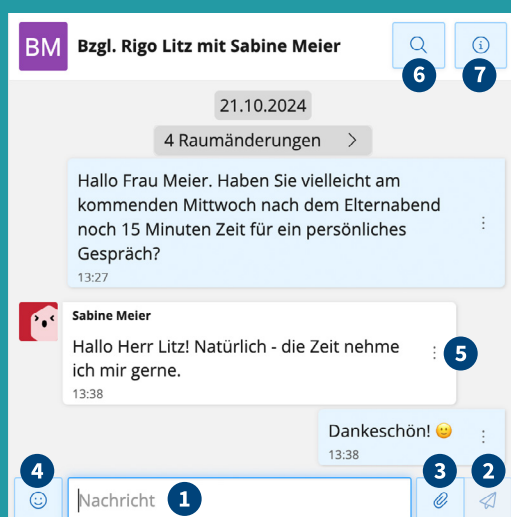 BM Bzgl. Rigo Litz mit Sabine Meier
6 7
21.10.2024
4 Raumänderungen
Hallo Frau Meier. Haben Sie vielleicht am
kommenden Mittwoch nach dem Elternabend
noch 15 Minuten Zeit für ein persönliches
Gespräch?
13:27
Sabine Meier
Hallo Herr Litz! Natürlich - die Zeit nehme
ich mir gerne.
5
13:38
Dankeschön! 🙂
13:38
4 3 2
Nachricht 1